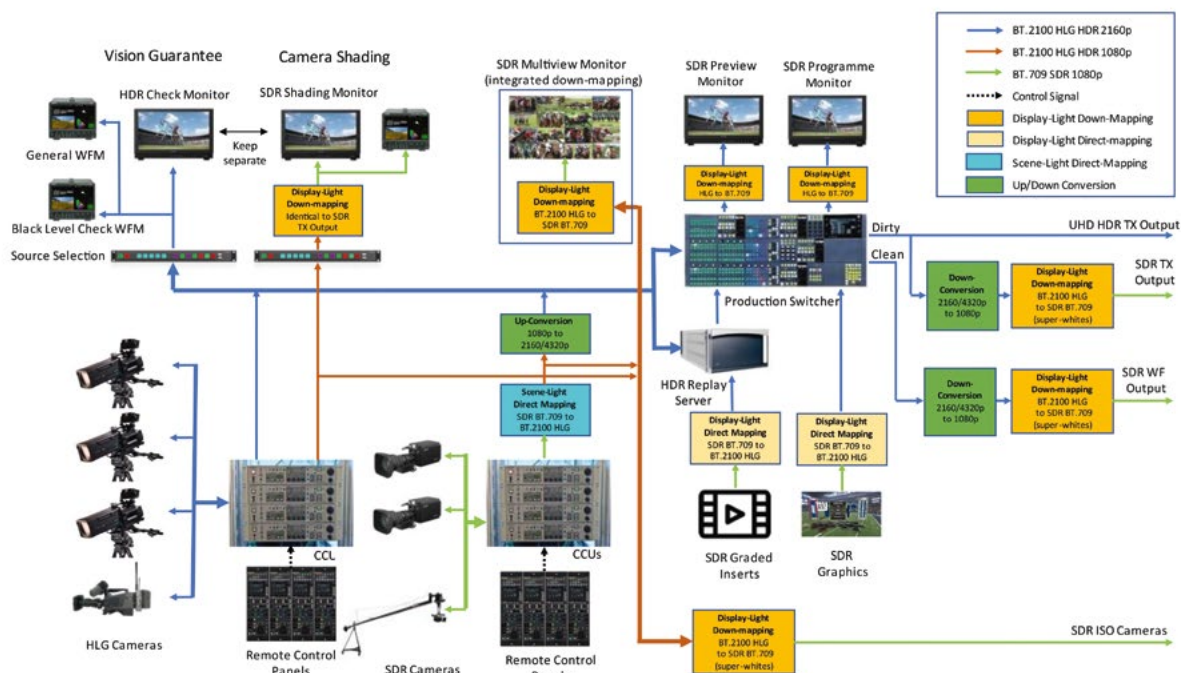 Vision Guarantee
HDR Check Monitor
General WFM
Black Level Check WFM
Source Selection
Keep
separate
Camera Shading
SDR Shading Monitor
Display-Light
Down-mapping
Identical to SDR
TX Output
SDR Multiview Monitor
(integrated down-mapping)
Display-Light
Down-mapping
BT.2100 HLG to
SDR BT.709
SDR Preview
Monitor
Display-Light
Down-mapping
HLG to BT.709
SDR Programme
Monitor
Display-Light
Down-mapping
HLG to BT.709
BT.2100 HLG HDR 2160p
BT.2100 HLG HDR 1080p
BT.709 SDR 1080p
Control Signal
Display-Light Down-Mapping
Display-Light Direct-mapping
Scene-Light Direct-Mapping
Up/Down Conversion
Dirty
Clean
Production Switcher
UHD HDR TX Output
Down-
Conversion
2160/4320p
to 1080p
Display-Light
Down-mapping
BT.2100 HLG
to SDR BT.709
(super-whites)
SDR TX
Output
Down-
Conversion
2160/4320p
to 1080p
Display-Light
Down-mapping
BT.2100 HLG
to SDR BT.709
(super-whites)
SDR WF
Output
Up-Conversion
1080p to
2160/4320p
Scene-Light
Direct Mapping
SDR BT.709 to
BT.2100 HLG
HDR Replay
Server
Display-Light
Direct Mapping
SDR BT.709 to
BT.2100 HLG
Display-Light
Direct Mapping
SDR BT.709 to
BT.2100 HLG
SDR Graded
Inserts
SDR
Graphics
HLG Cameras
CCU
Remote Control
Panels
SDR Cameras
CCUs
Remote Control
Display-Light
Down-mapping
BT.2100 HLG
to SDR BT.709
(super-whites)
SDR ISO Cameras